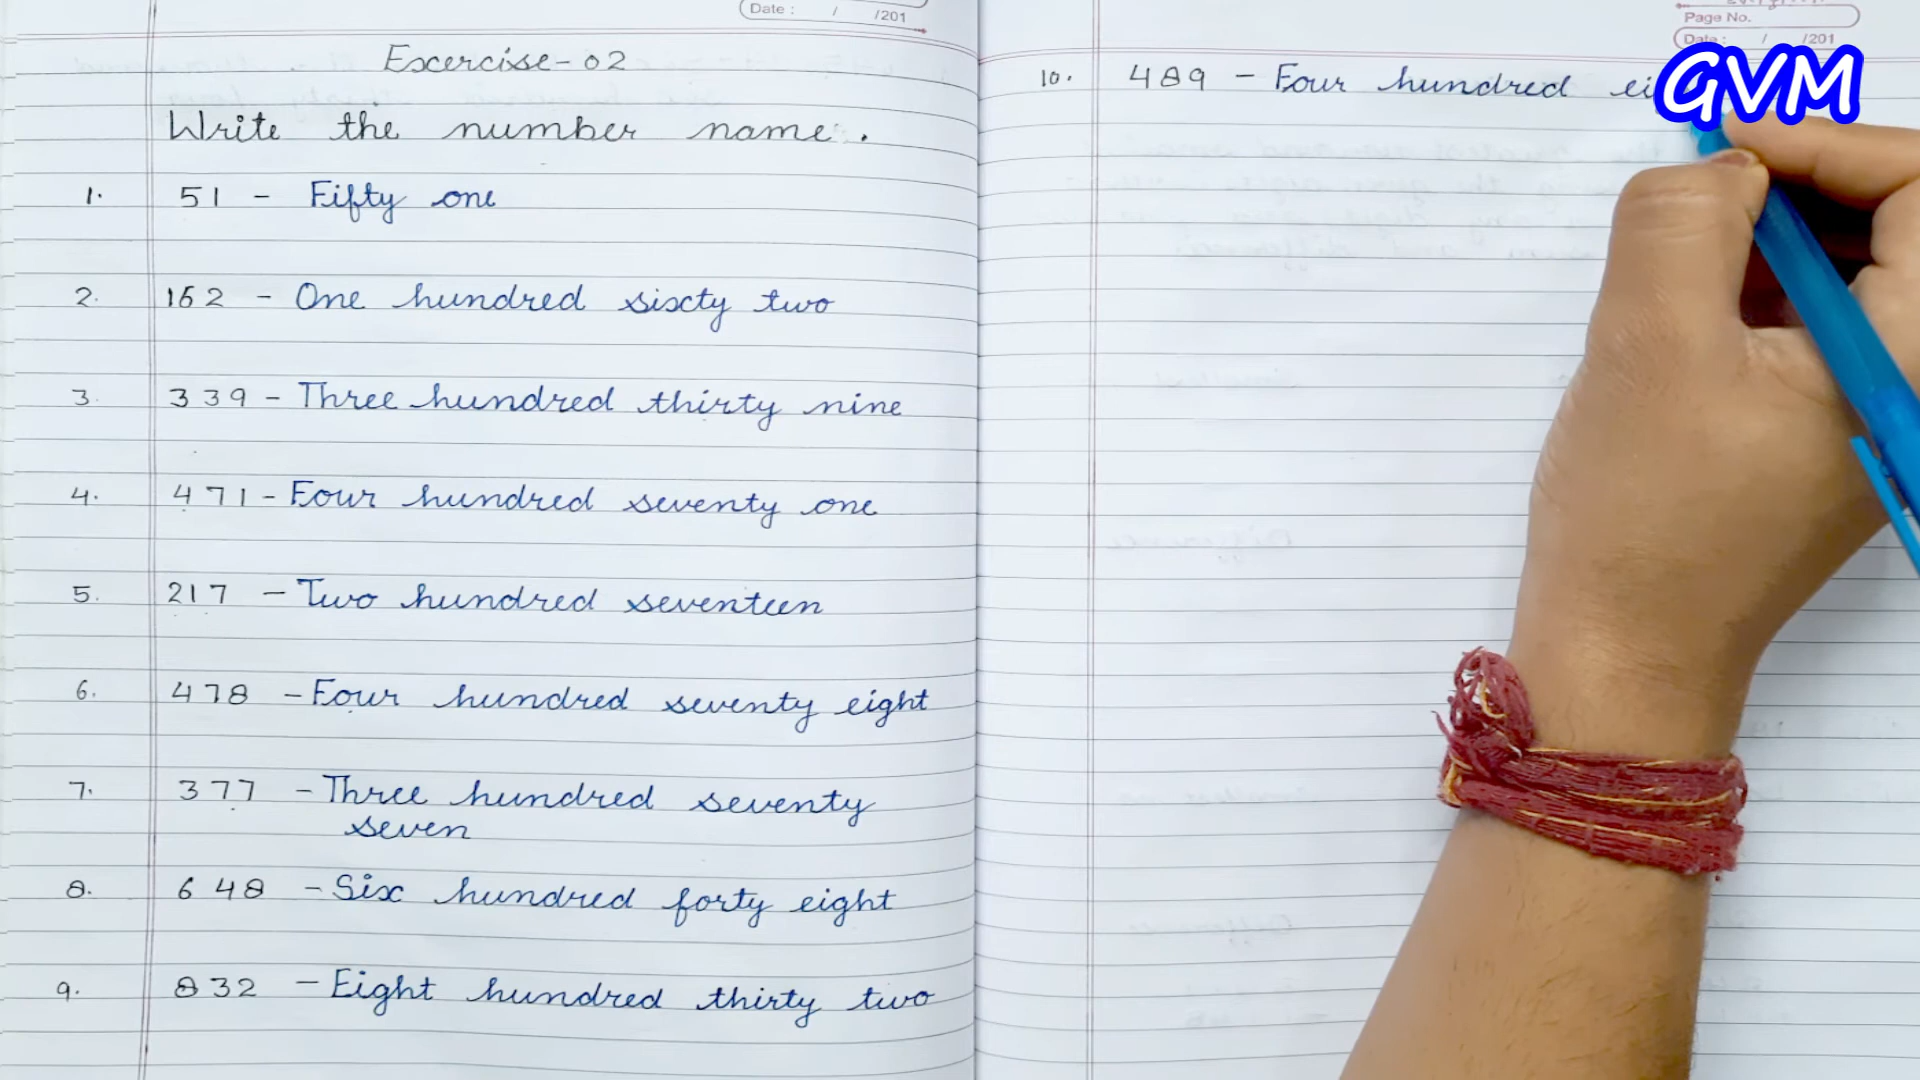 Date : / /201
Excercise-02
Write the number name.
1. 51 - Fifty one
2. 162 - One hundred sixty two
3. 339 - Three hundred thirty nine
4. 471 - Four hundred seventy one
5. 217 - Two hundred seventeen
6. 478 - Four hundred seventy eight
7. 377 - Three hundred seventy
seven
8. 648 - Six hundred forty eight
9. 832 - Eight hundred thirty two
Page No.
Date : / /201
GVM
10. 489 - Four hundred ei